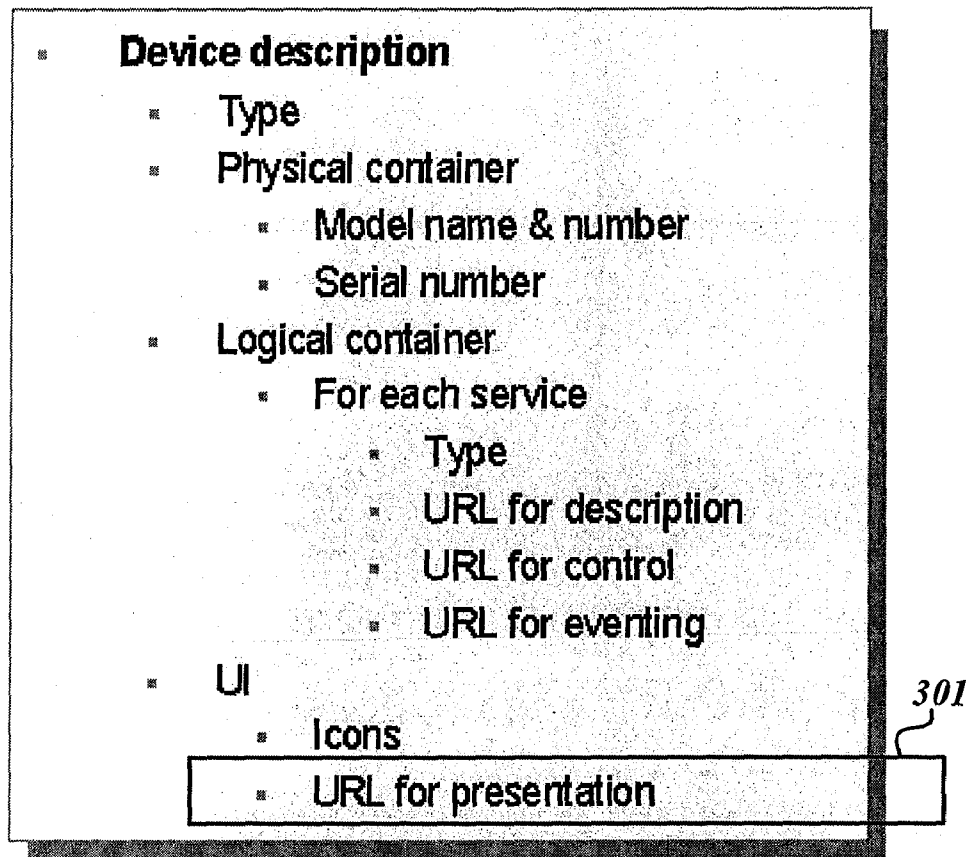 Device description
Type
Physical container
Model name & number
Serial number
Logical container
For each service
Type
URL for description
URL for control
URL for eventing
UI
301
Icons
URL for presentation